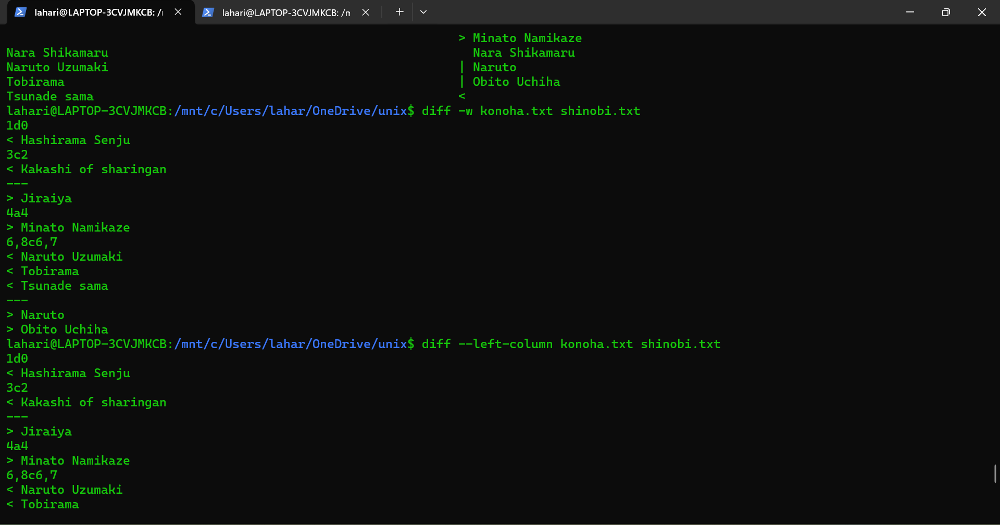 lahari@LAPTOP-3CVJMKCB: /r lahari@LAPTOP-3CVJMKCB: /n
> Minato Namikaze
Nara Shikamaru Nara Shikamaru
Naruto Uzumaki | Naruto
Tobirama | Obito Uchiha
Tsunade sama <
lahari@LAPTOP-3CVJMKCB:/mnt/c/Users/lahar/OneDrive/unix$ diff -w konoha.txt shinobi.txt
1d0
< Hashirama Senju
3c2
< Kakashi of sharingan
---
> Jiraiya
4a4
> Minato Namikaze
6,8c6,7
< Naruto Uzumaki
< Tobirama
< Tsunade sama
---
> Naruto
> Obito Uchiha
lahari@LAPTOP-3CVJMKCB:/mnt/c/Users/lahar/OneDrive/unix$ diff --left-column konoha.txt shinobi.txt
1d0
< Hashirama Senju
3c2
< Kakashi of sharingan
---
> Jiraiya
4a4
> Minato Namikaze
6,8c6,7
< Naruto Uzumaki
< Tobirama